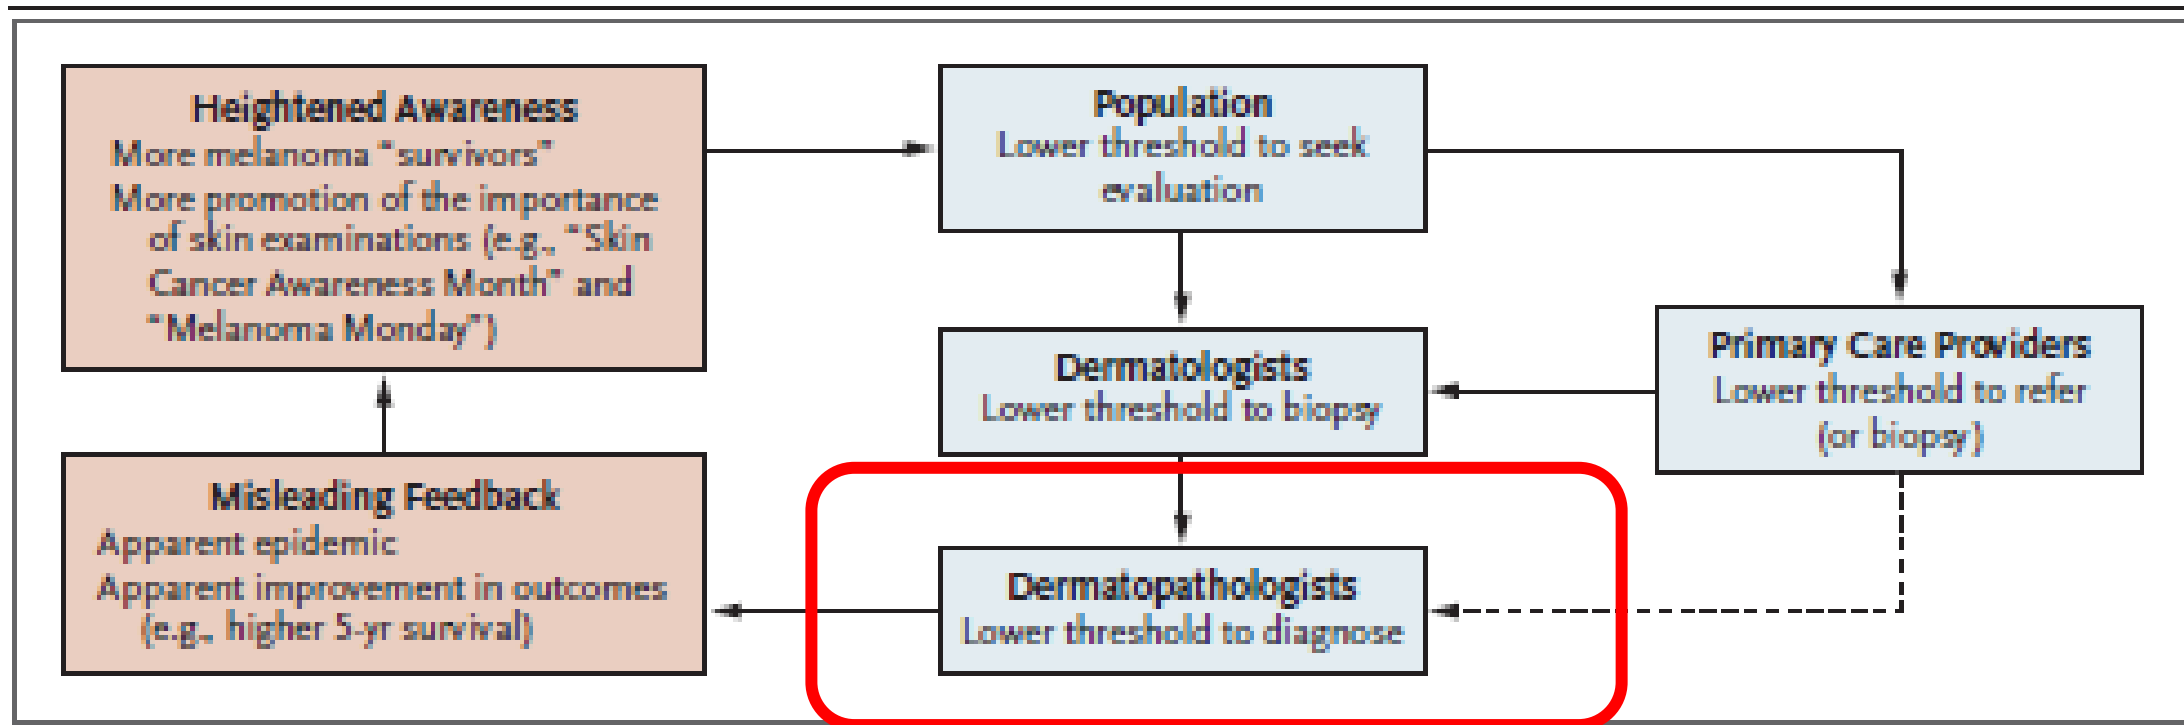 Heightened Awareness
More melanoma “survivors”
More promotion of the importance
of skin examinations (e.g., “Skin
Cancer Awareness Month” and
“Melanoma Monday”)
Population
Lower threshold to seek
evaluation
Primary Care Providers
Lower threshold to refer
(or biopsy)
Dermatologists
Lower threshold to biopsy
Dermatopathologists
Lower threshold to diagnose
Misleading Feedback
Apparent epidemic
Apparent improvement in outcomes
(e.g., higher 5-yr survival)